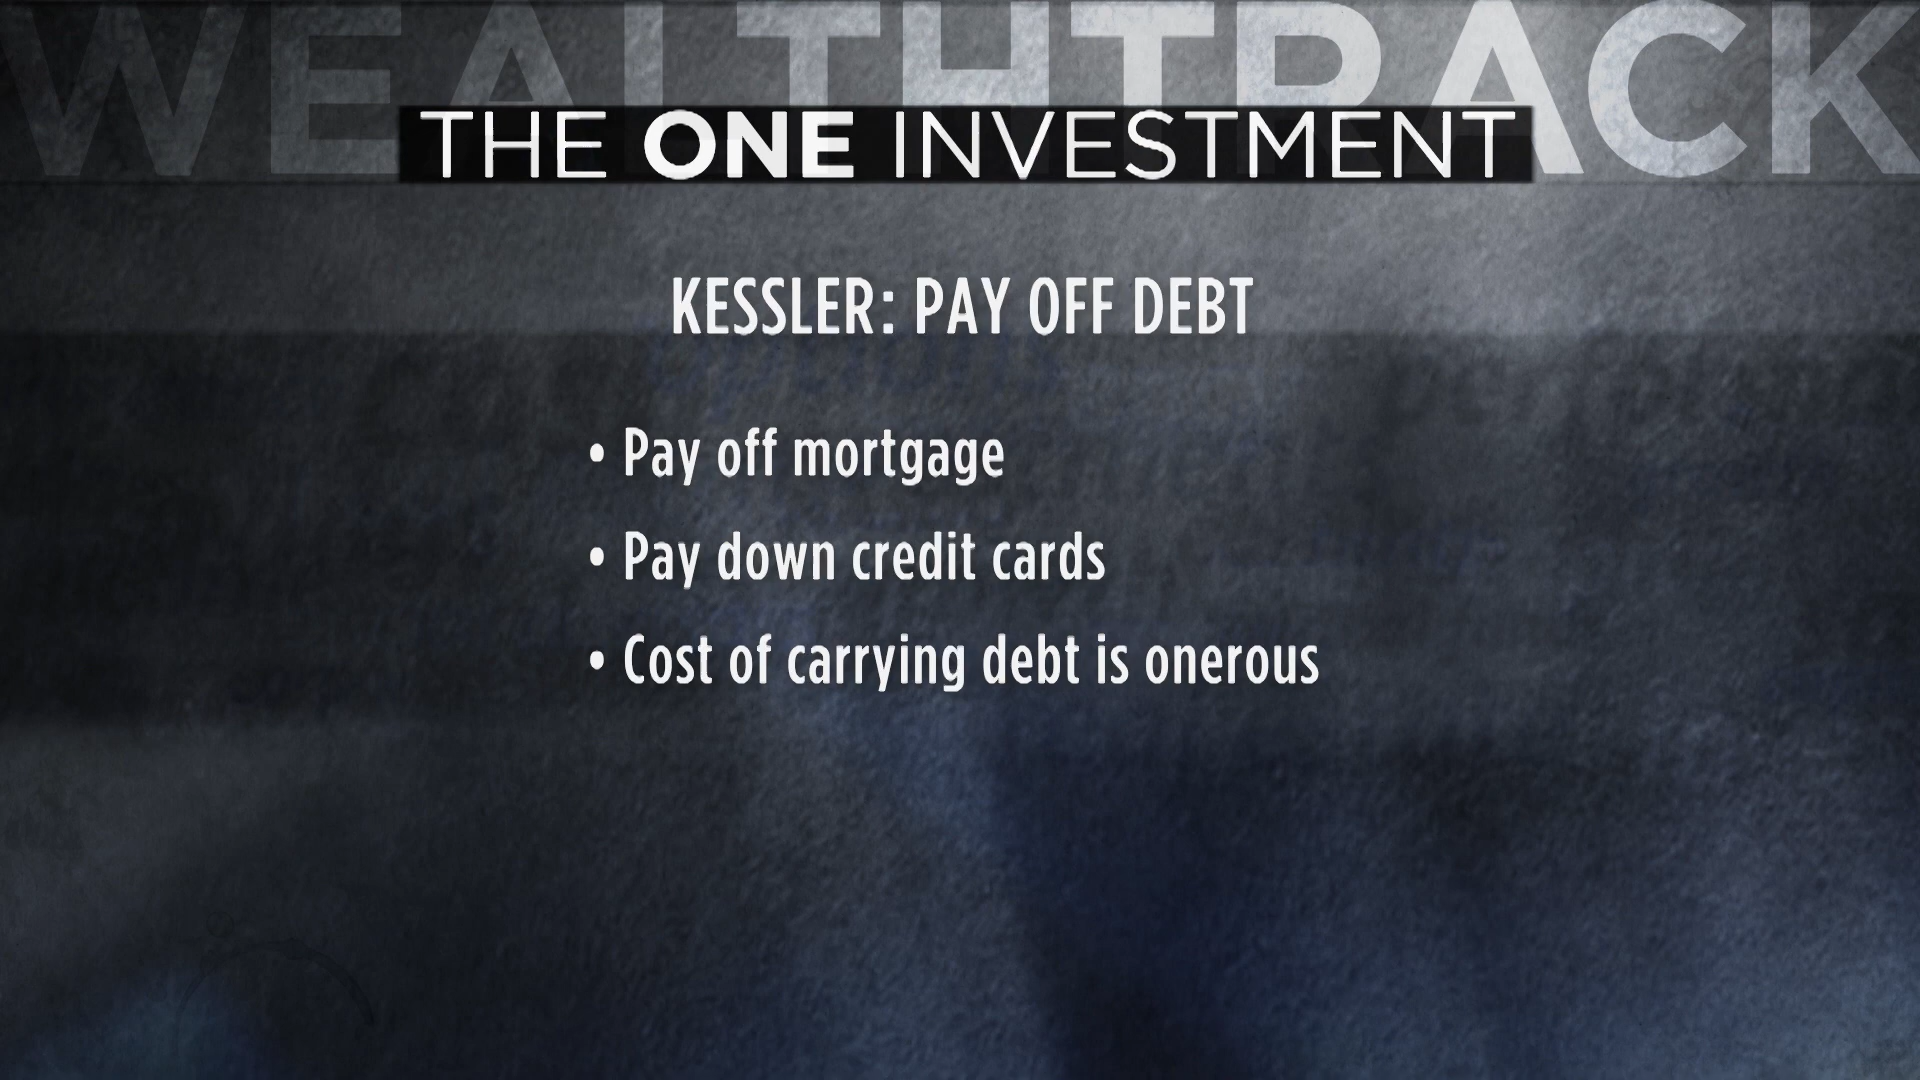 WEALTHTRACK
THE ONE INVESTMENT
KESSLER: PAY OFF DEBT
• Pay off mortgage
• Pay down credit cards
• Cost of carrying debt is onerous